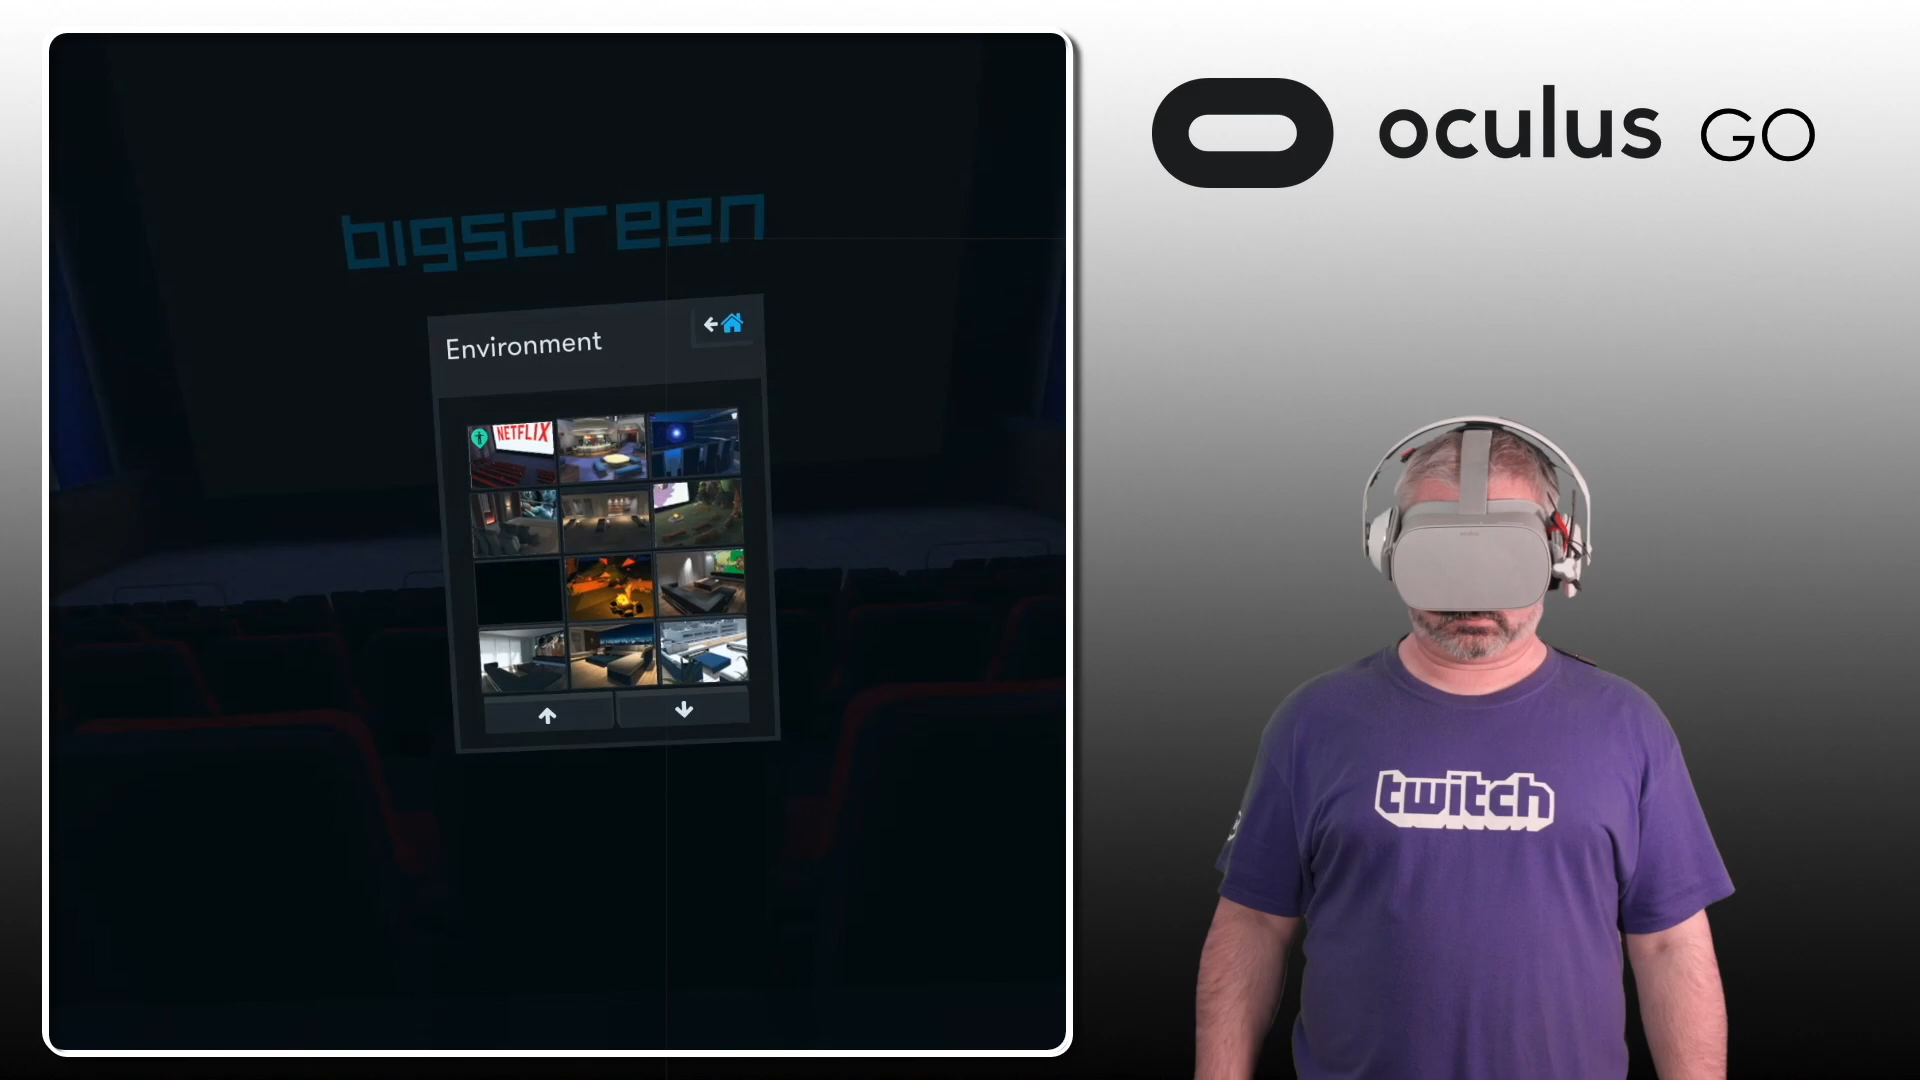 bigscreen
Environment
NETFLIX
oculus GO
twitch